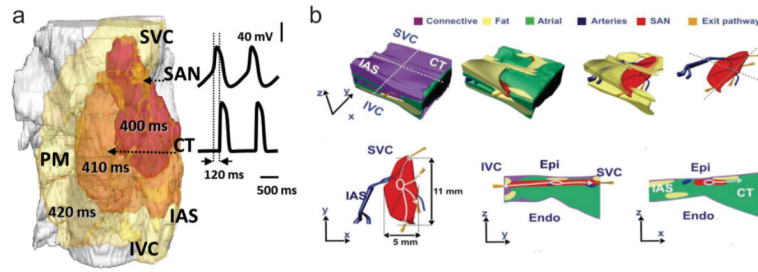 a
SVC
40 mV
SAN
400 ms
CT
PM
410 ms
120 ms
500 ms
420 ms
IAS
IVC
b
Connective Fat Atrial Arteries SAN Exit pathway
SVC
IAS
CT
IVC
z
y
x
SVC
IAS
11 mm
5 mm
y
x
IVC
Epi
SVC
Endo
z
y
Epi
IAS
CT
Endo
z
x